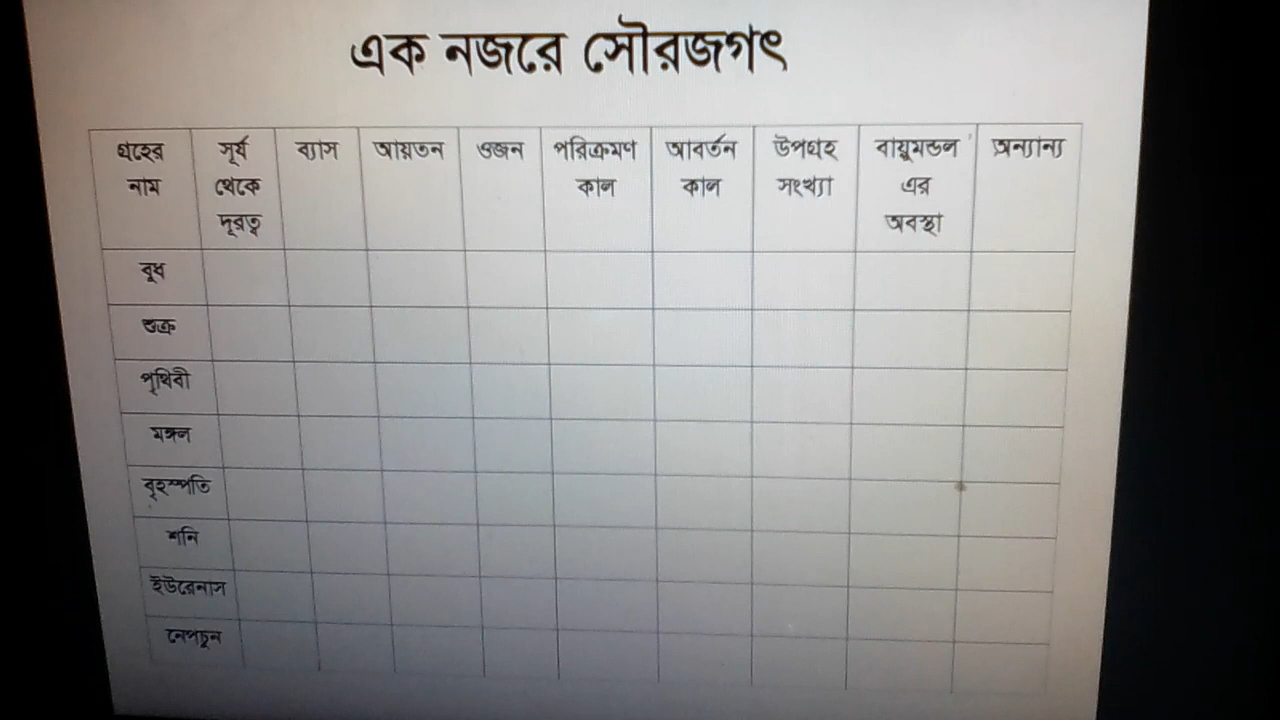 এক নজরে সৌরজগৎ
গ্রহের নাম
সূর্য থেকে দূরত্ব
ব্যাস
আয়তন
ওজন
পরিক্রমণ কাল
আবর্তন কাল
উপগ্রহ সংখ্যা
বায়ুমন্ডল এর অবস্থা
অন্যান্য
বুধ
শুক্র
পৃথিবী
মঙ্গল
বৃহস্পতি
শনি
ইউরেনাস
নেপচুন